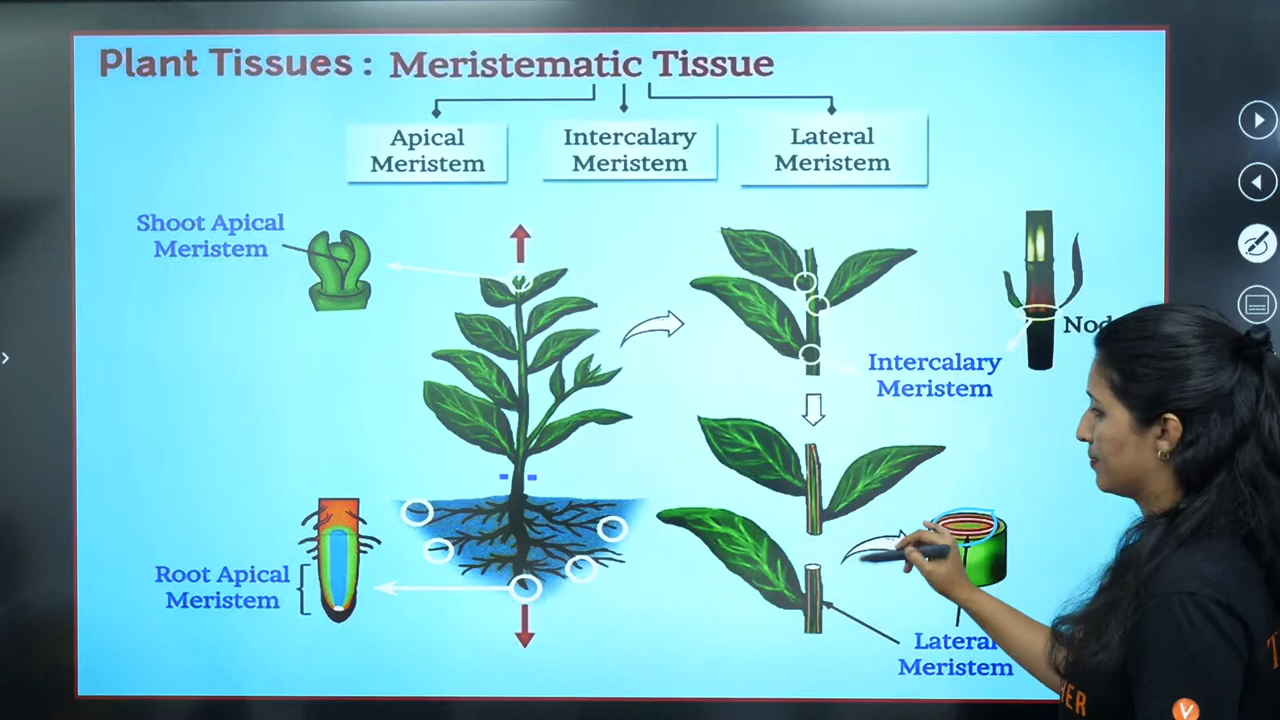 Plant Tissues : Meristematic Tissue
Apical
Meristem
Intercalary
Meristem
Lateral
Meristem
Shoot Apical
Meristem
Intercalary
Meristem
Root Apical
Meristem
Lateral
Meristem